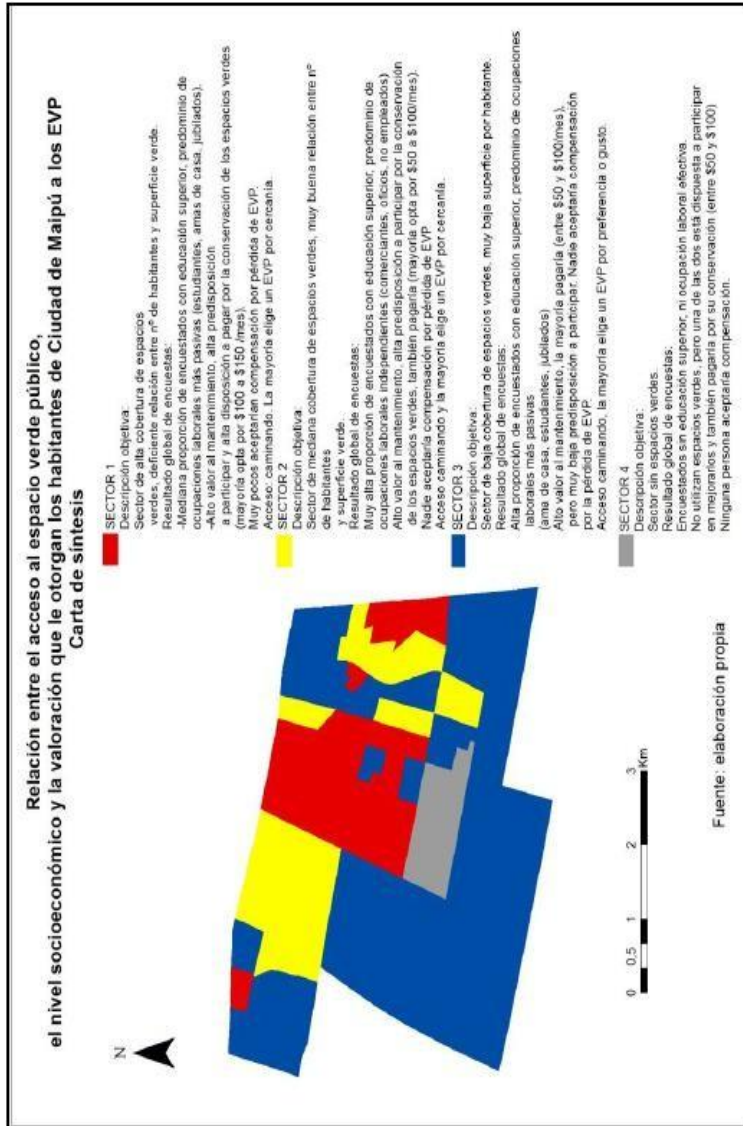 Relación entre el acceso al espacio verde público,
el nivel socioeconómico y la valoración que le otorgan los habitantes de Ciudad de Maipú a los EVP
Carta de síntesis
N
SECTOR 1
Descripción objetiva:
Sector de alta cobertura de espacios
verdes, deficiente relación entre nº de habitantes y superficie verde.
Resultado global de encuestas:
-Mediana proporción de encuestados con educación superior, predominio de
ocupaciones laborales más pasivas (estudiantes, amas de casa, jubilados).
-Alto valor al mantenimiento, alta predisposición
a participar y alta disposición a pagar por la conservación de los espacios verdes
(mayoría opta por $100 a $150 /mes).
Muy pocos aceptarían compensación por pérdida de EVP.
Acceso: caminando. La mayoría elige un EVP por cercanía.
SECTOR 2
Descripción objetiva:
Sector de mediana cobertura de espacios verdes, muy buena relación entre nº
de habitantes
y superficie verde.
Resultado global de encuestas:
Muy alta proporción de encuestados con educación superior, predominio de
ocupaciones laborales independientes (comerciantes, oficios, no empleados)
Alto valor al mantenimiento, alta predisposición a participar por la conservación
de los espacios verdes, también pagaría (mayoría opta por $50 a $100/mes).
Nadie aceptaría compensación por pérdida de EVP
Acceso caminando y la mayoría elige un EVP por cercanía.
SECTOR 3
Descripción objetiva:
Sector de baja cobertura de espacios verdes, muy baja superficie por habitante.
Resultado global de encuestas:
Alta proporción de encuestados con educación superior, predominio de ocupaciones
laborales más pasivas
(ama de casa, estudiantes, jubilados)
Alto valor al mantenimiento, la mayoría pagaría (entre $50 y $100/mes),
pero muy baja predisposición a participar. Nadie aceptaría compensación
por la pérdida de EVP.
Acceso caminando, la mayoría elige un EVP por preferencia o gusto.
SECTOR 4
Descripción objetiva:
Sector sin espacios verdes.
Resultado global de encuestas:
Encuestados sin educación superior, ni ocupación laboral efectiva.
No utilizan espacios verdes, pero una de las dos está dispuesta a participar
en mejorarlos y también pagaría por su conservación (entre $50 y $100)
Ninguna persona aceptaría compensación.
0 0,5 1 2 3 Km
Fuente: elaboración propia